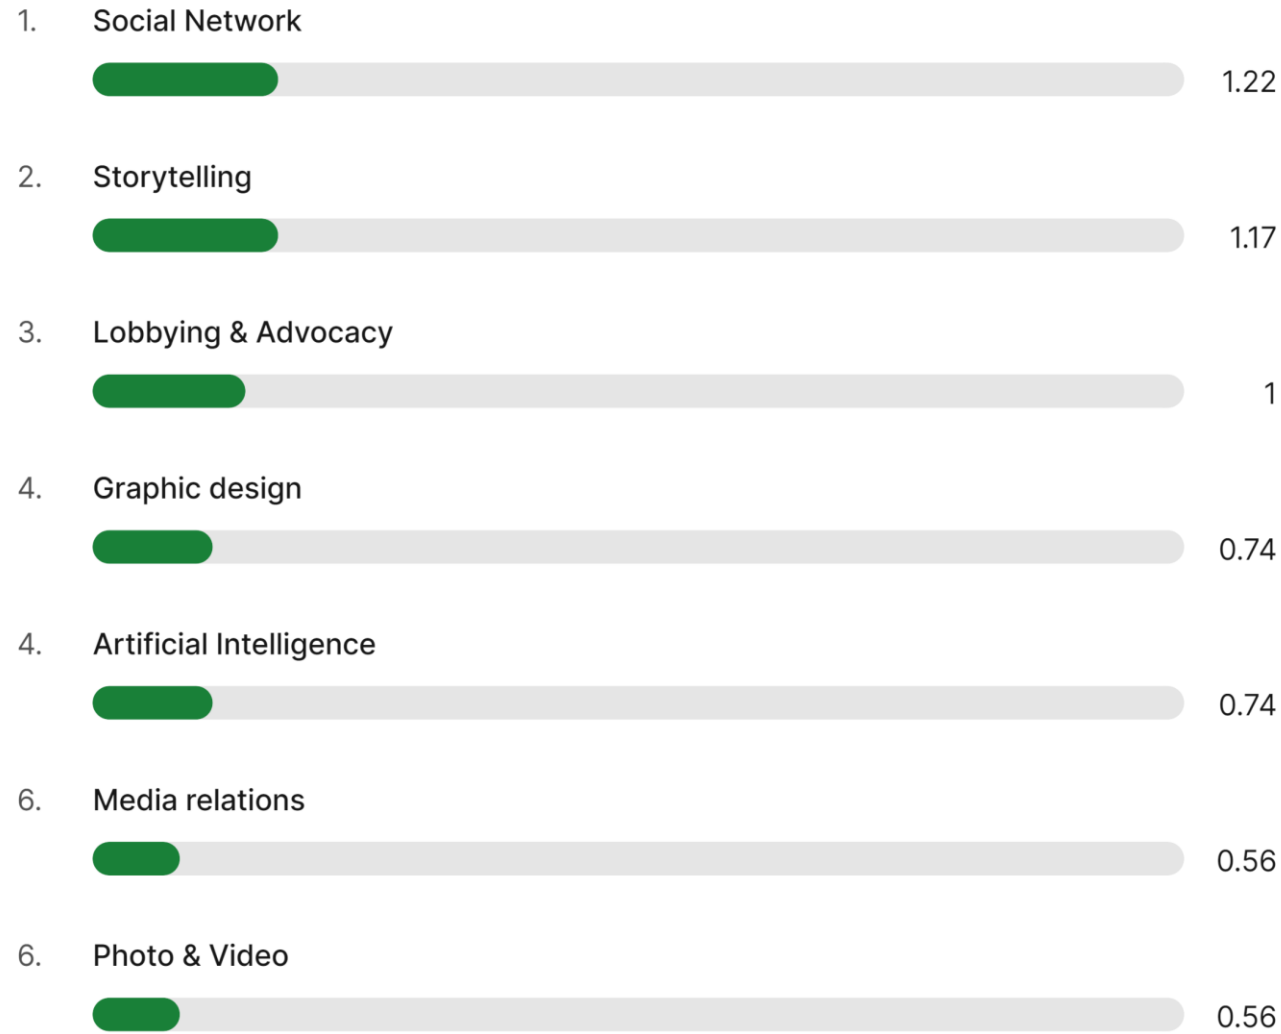 1. Social Network
1.22
2. Storytelling
1.17
3. Lobbying & Advocacy
1
4. Graphic design
0.74
4. Artificial Intelligence
0.74
6. Media relations
0.56
6. Photo & Video
0.56